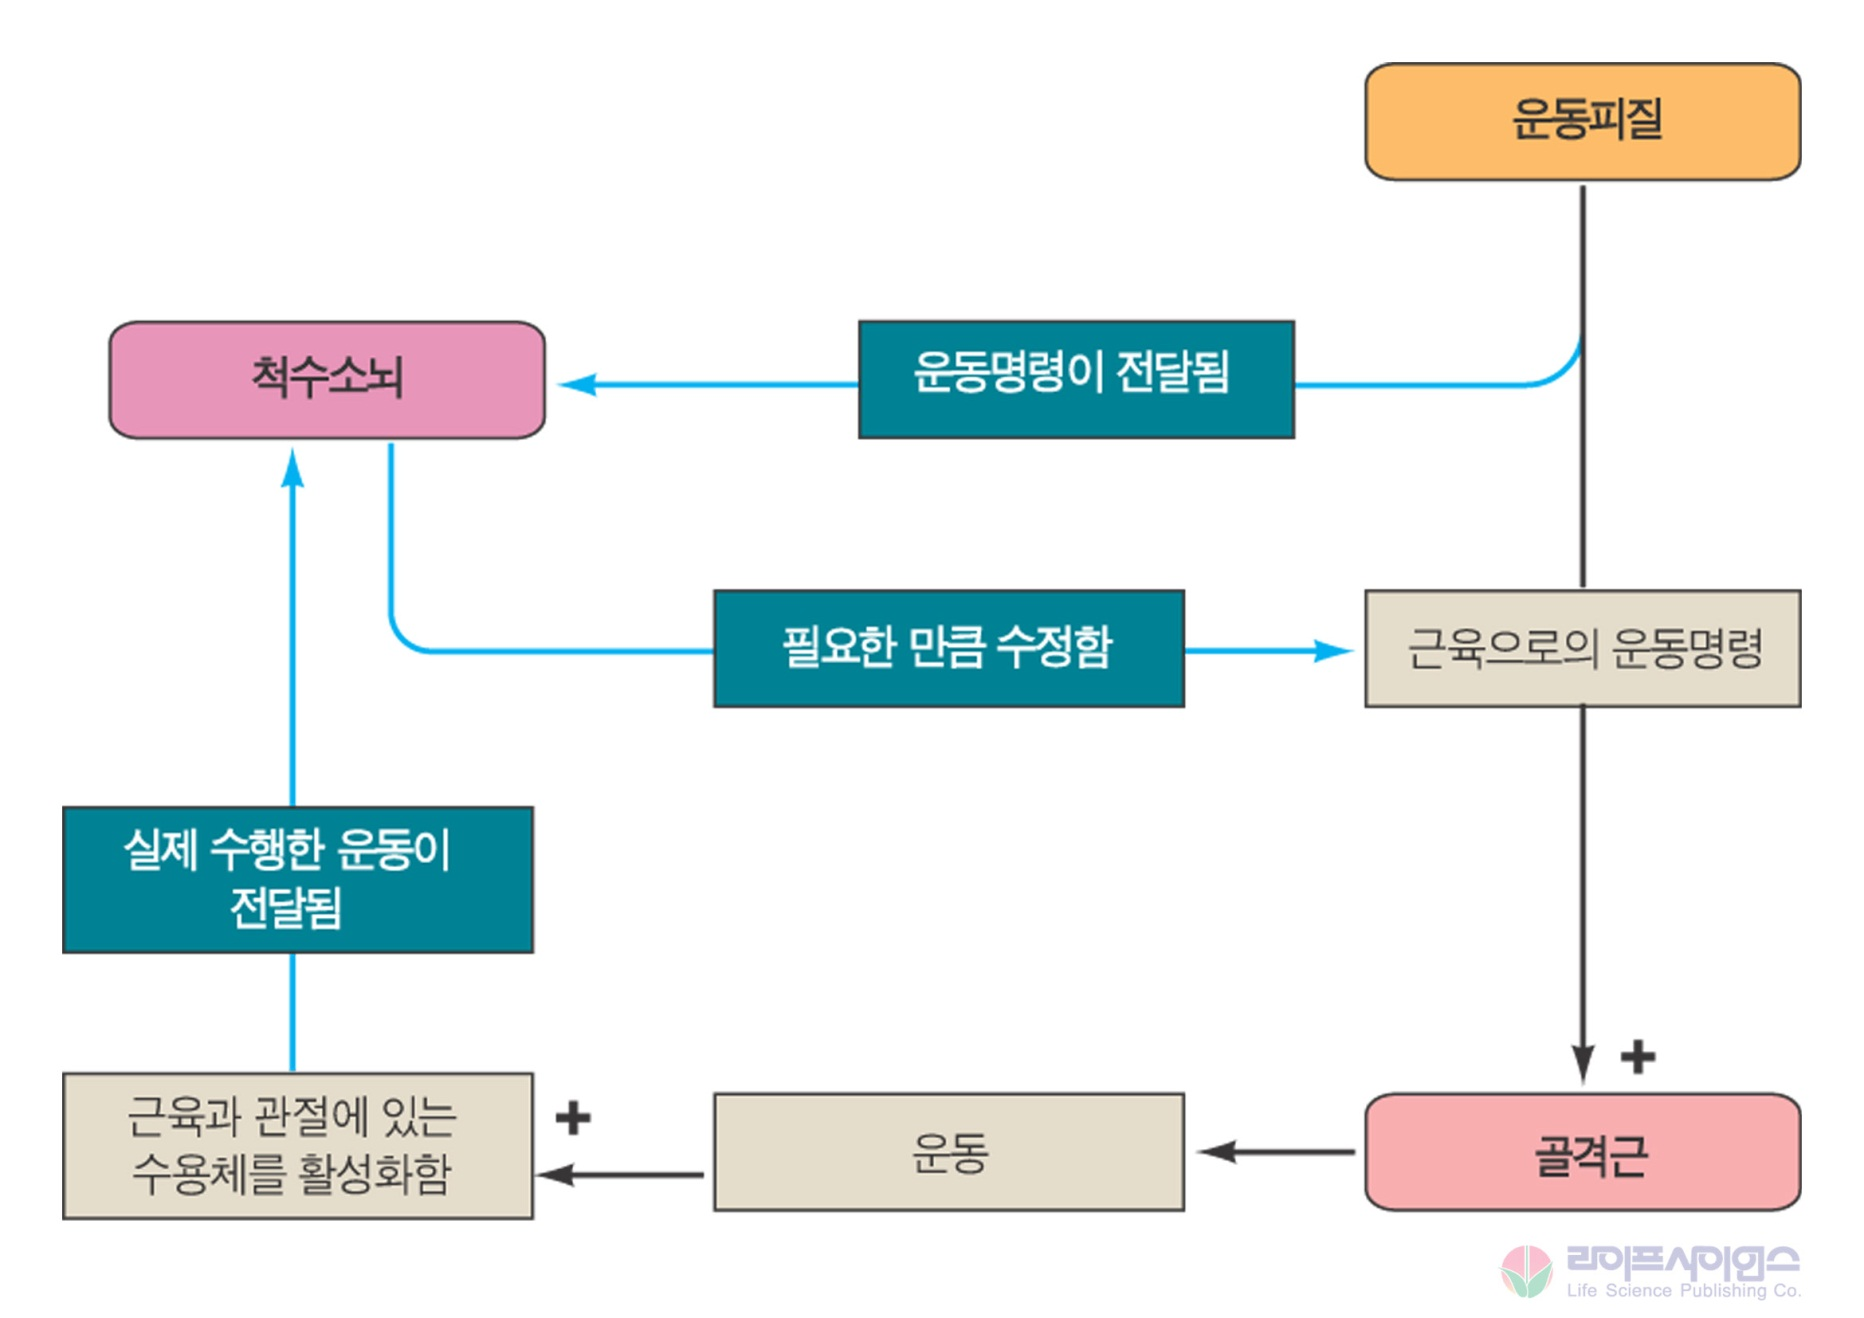 운동피질
척수소뇌
운동명령이 전달됨
필요한 만큼 수정함
근육으로의 운동명령
실제 수행한 운동이
전달됨
근육과 관절에 있는
수용체를 활성화함
+
운동
+
골격근
라이프사이언스
Life Science Publishing Co.